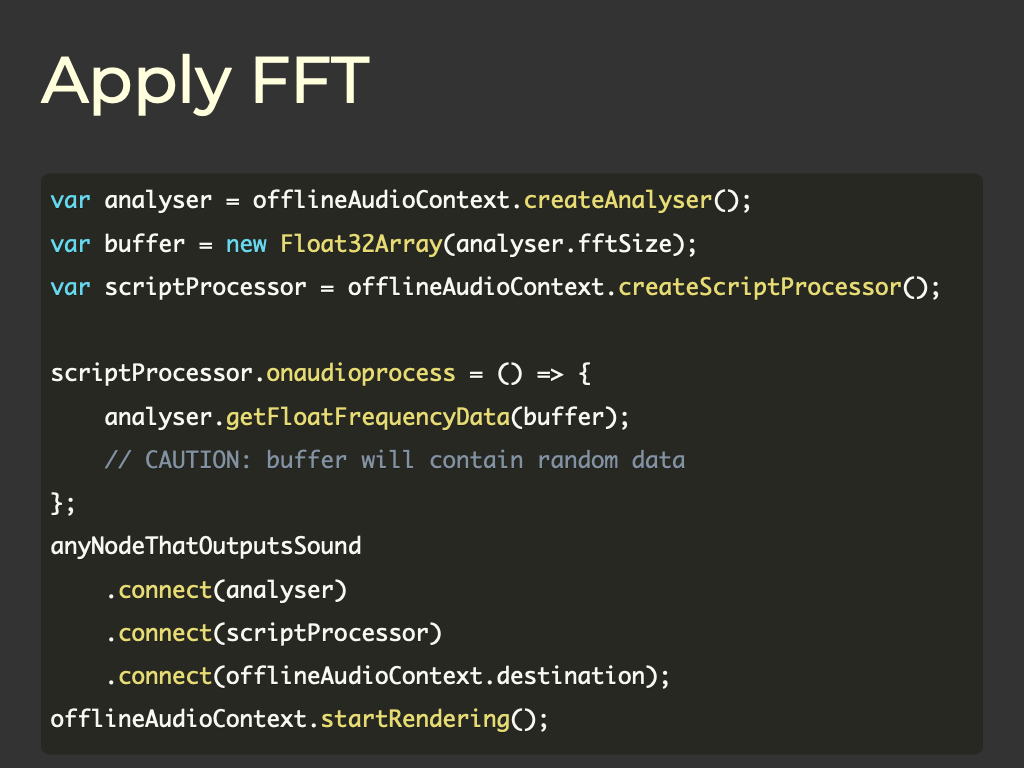 Apply FFT
var analyser = offlineAudioContext.createAnalyser();
var buffer = new Float32Array(analyser.fftSize);
var scriptProcessor = offlineAudioContext.createScriptProcessor();
scriptProcessor.onaudioprocess = () => {
    analyser.getFloatFrequencyData(buffer);
    // CAUTION: buffer will contain random data
};
anyNodeThatOutputsSound
    .connect(analyser)
    .connect(scriptProcessor)
    .connect(offlineAudioContext.destination);
offlineAudioContext.startRendering();